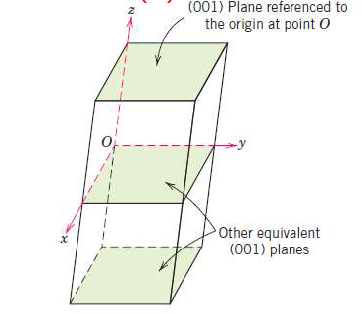 (001) Plane referenced to
the origin at point O
z
O
y
x
Other equivalent
(001) planes